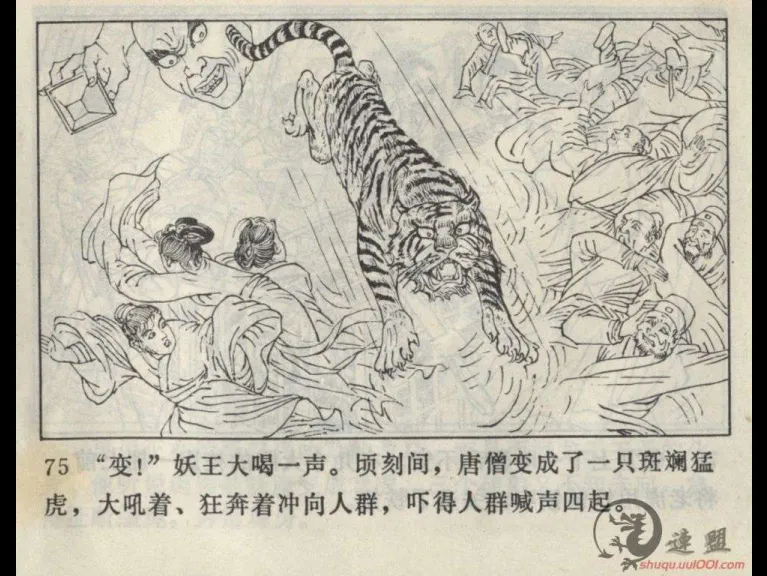 75 “变!”妖王大喝一声。顷刻间,唐僧变成了一只斑斓猛
虎,大吼着、狂奔着冲向人群,吓得人群喊声四起。
連盟
shuqu.uu1001.com